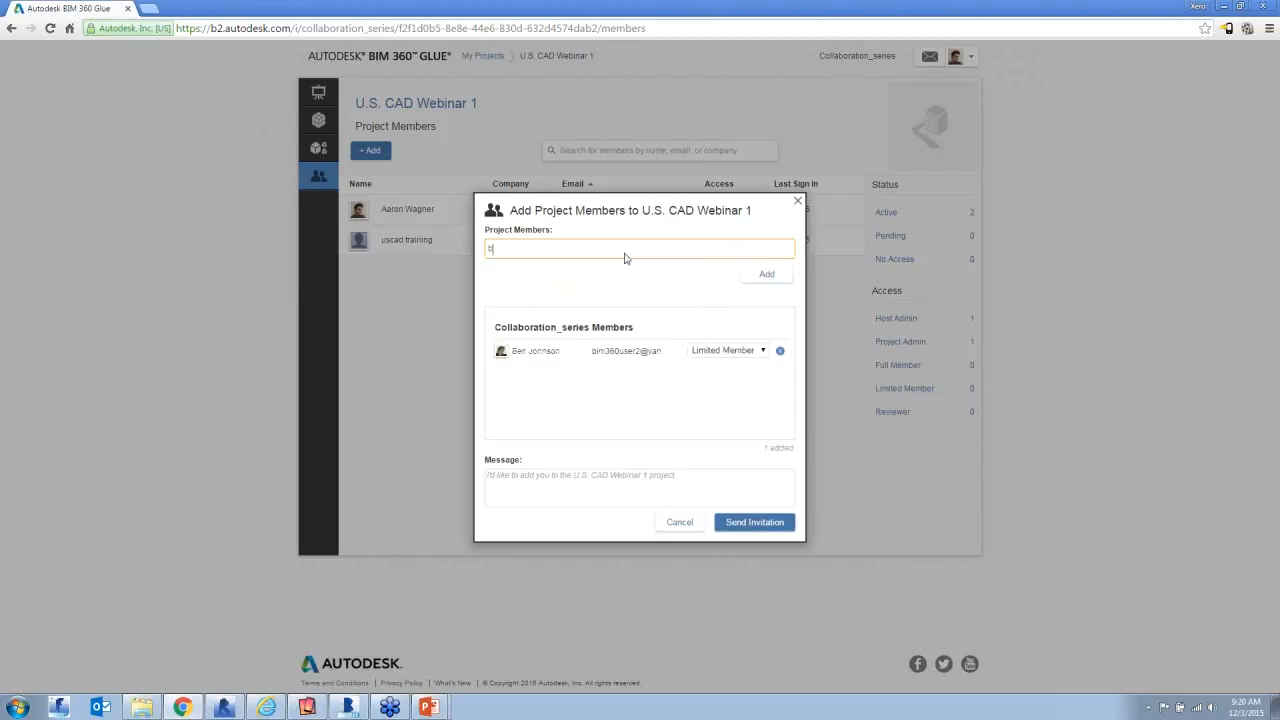 Autodesk BIM 360 Glue
Xero
Autodesk, Inc. [US]
https://b2.autodesk.com/i/collaboration_series/f2f1d0b5-8e8e-44e6-830d-632d4574dab2/members
AUTODESK® BIM 360™ GLUE®
My Projects
U.S. CAD Webinar 1
Collaboration_series
U.S. CAD Webinar 1
Project Members
+ Add
Search for members by name, email, or company
Name
Company
Email
Access
Last Sign In
Status
Aaron Wagner
Active 2
uscad training
Pending 0
No Access 0
Access
Host Admin 1
Project Admin 1
Full Member 0
Limited Member 0
Reviewer 0
Add Project Members to U.S. CAD Webinar 1
Project Members:
b
Add
Collaboration_series Members
Ben Johnson
bim360user2@yan
Limited Member
1 added
Message:
I'd like to add you to the U.S. CAD Webinar 1 project
Cancel
Send Invitation
AUTODESK.
Terms and Conditions | Privacy Policy | What's New | © Copyright 2015 Autodesk, Inc. All rights reserved.
9:20 AM
12/3/2015